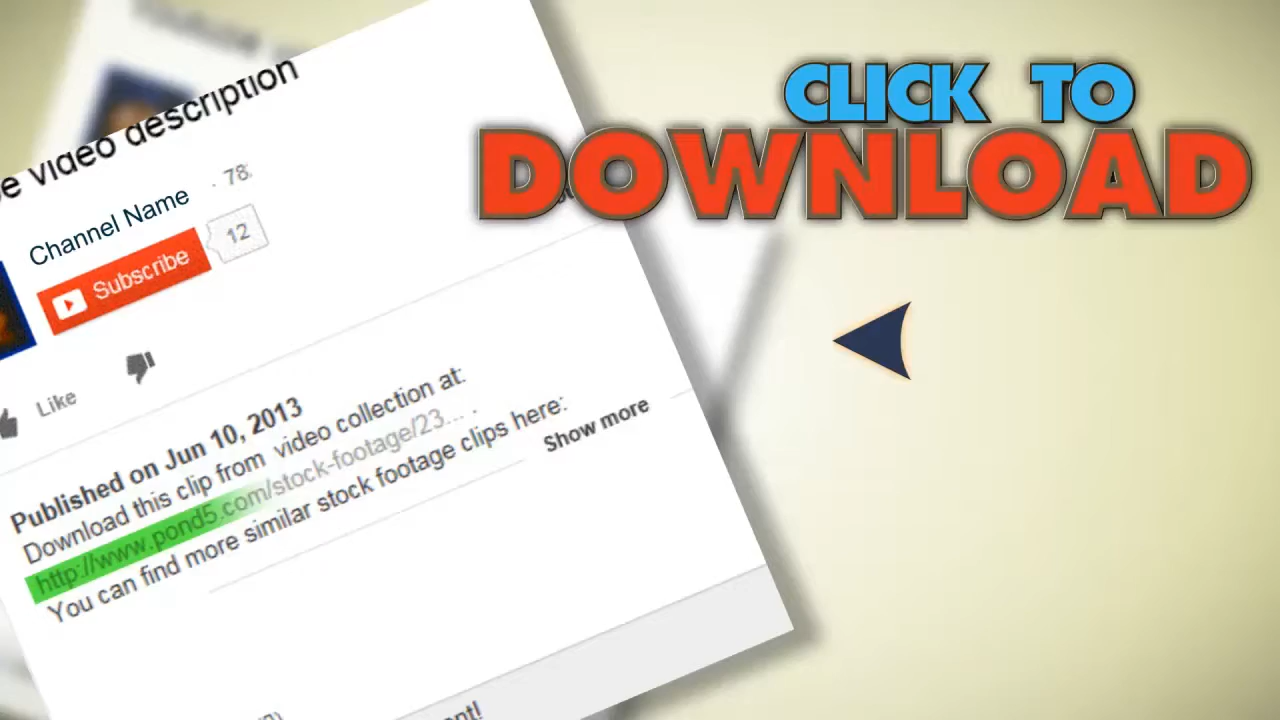 CLICK TO
DOWNLOAD
video description
Channel Name
Subscribe
12
Like
Published on Jun 10, 2013
Download this clip from video collection at:
http://www.pond5.com/stock-footage/23...
You can find more similar stock footage clips here:
Show more